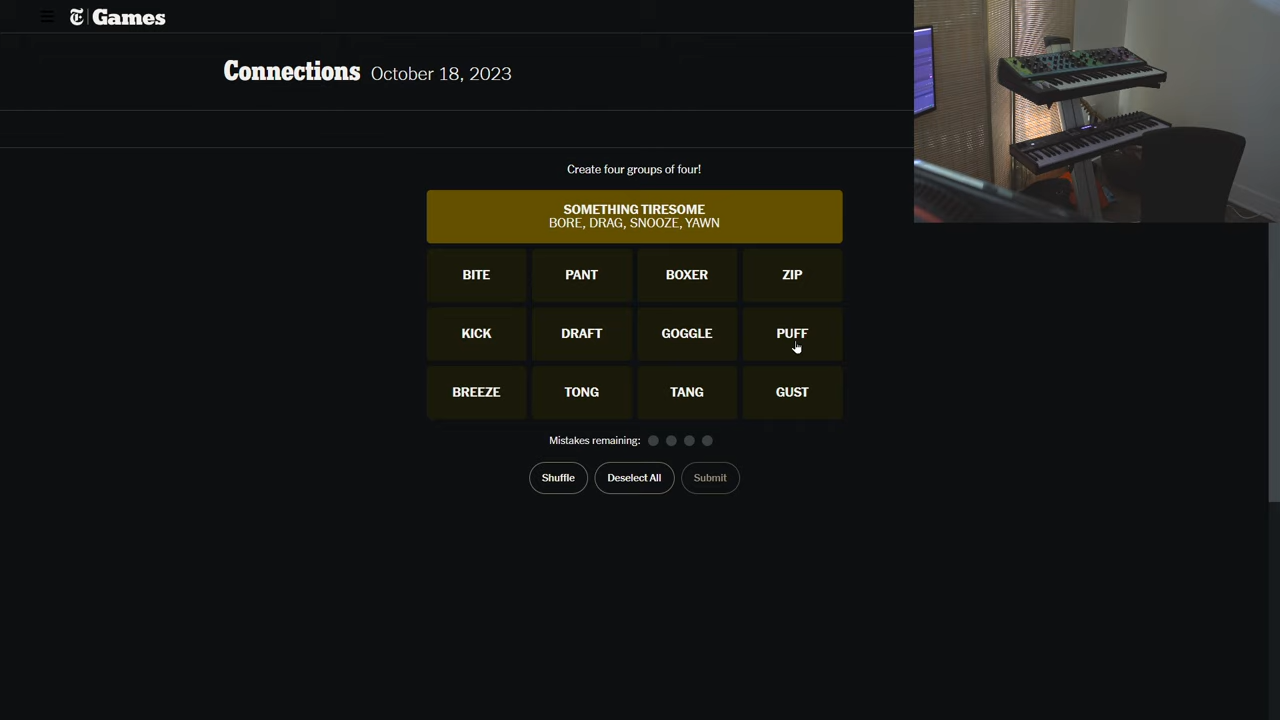 T Games
Connections October 18, 2023
Create four groups of four!
SOMETHING TIRESOME
BORE, DRAG, SNOOZE, YAWN
BITE PANT BOXER ZIP
KICK DRAFT GOGGLE PUFF
BREEZE TONG TANG GUST
Mistakes remaining:
Shuffle Deselect All Submit